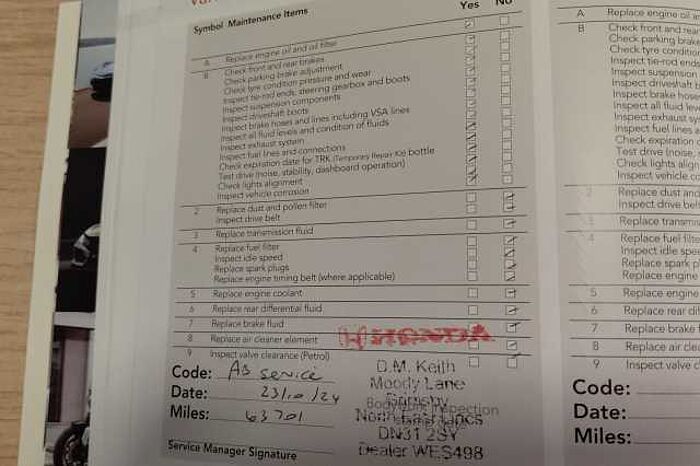 Symbol Maintenance Items Yes No
A Replace engine oil and oil filter
B Check front and rear brakes
Check parking brake adjustment
Check tyre condition pressure and wear
Inspect tie-rod ends, steering gearbox and boots
Inspect suspension components
Inspect driveshaft boots
Inspect brake hoses and lines including VSA lines
Inspect all fluid levels and condition of fluids
Inspect exhaust system
Inspect fuel lines and connections
Check expiration date for TRK (Temporary Repair Kit) bottle
Test drive (noise, stability, dashboard operation)
Check lights alignment
Inspect vehicle corrosion
2 Replace dust and pollen filter
Inspect drive belt
3 Replace transmission fluid
4 Replace fuel filter
Inspect idle speed
Replace spark plugs
Replace engine timing belt (where applicable)
5 Replace engine coolant
6 Replace rear differential fluid
7 Replace brake fluid
8 Replace air cleaner element
9 Inspect valve clearance (Petrol)
HONDA
Code: AB service
Date: 23/10/24
Miles: 63701
Service Manager Signature
D.M. Keith
Moody Lane
Grimsby
North East Lincs
DN31 2SY
Dealer WES498
Bodywork Inspection
A Replace engine oil a
B Check front and rear
Check parking brake
Check tyre condition
Inspect tie-rod ends
Inspect suspension
Inspect driveshaft b
Inspect brake hoses
Inspect all fluid leve
Inspect exhaust sy
Inspect fuel lines
Check expiration d
Test drive (noise,
Check lights align
Inspect vehicle co
2 Replace dust and
Inspect drive belt
3 Replace transmis
4 Replace fuel filte
Inspect idle spee
Replace spark pl
Replace engine
5 Replace engine
6 Replace rear dif
7 Replace brake f
8 Replace air clea
9 Inspect valve c
Code:
Date:
Miles: